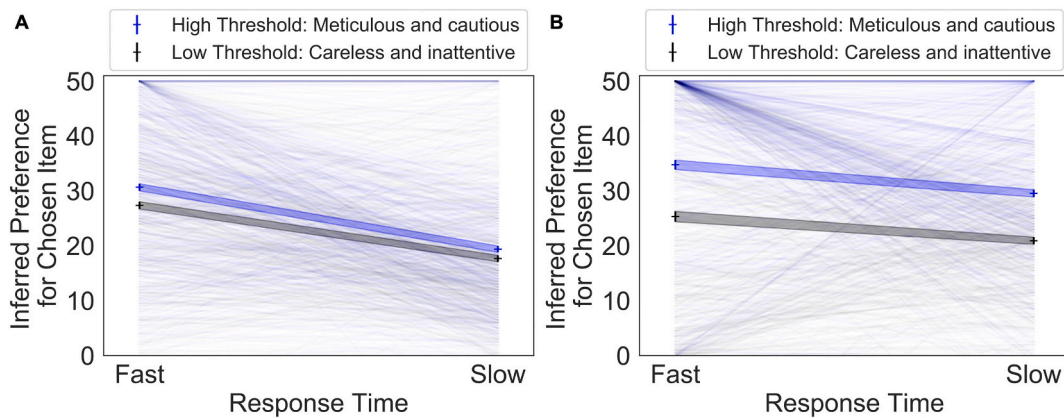 A
High Threshold: Meticulous and cautious
Low Threshold: Careless and inattentive
50
40
30
20
10
0
Inferred Preference
for Chosen Item
Fast
Slow
Response Time
B
High Threshold: Meticulous and cautious
Low Threshold: Careless and inattentive
50
40
30
20
10
0
Inferred Preference
for Chosen Item
Fast
Slow
Response Time